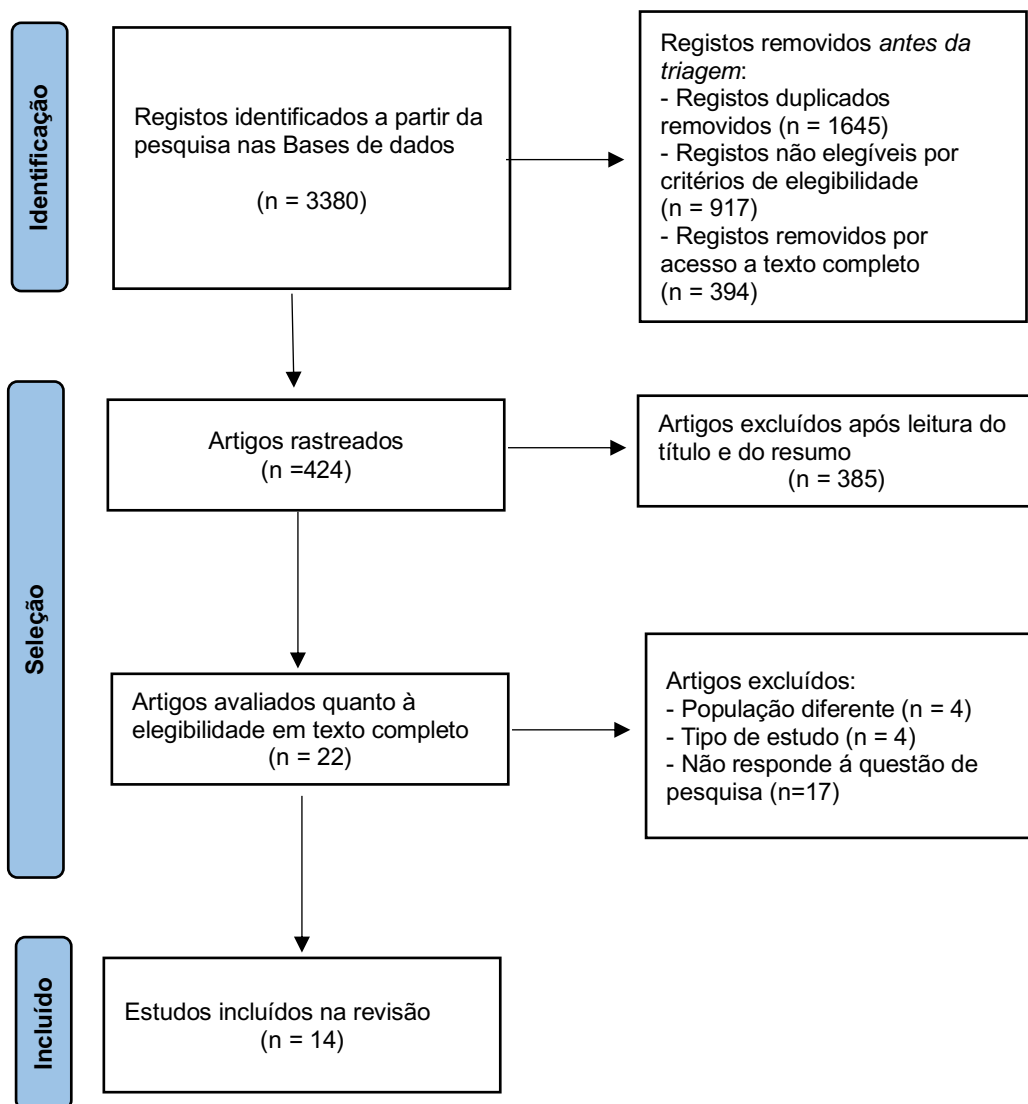 Identificação
Registos identificados a partir da
pesquisa nas Bases de dados
(n = 3380)
Registos removidos antes da
triagem:
- Registos duplicados
removidos (n = 1645)
- Registos não elegíveis por
critérios de elegibilidade
(n = 917)
- Registos removidos por
acesso a texto completo
(n = 394)
Seleção
Artigos rastreados
(n =424)
Artigos excluídos após leitura do
título e do resumo
(n = 385)
Artigos avaliados quanto à
elegibilidade em texto completo
(n = 22)
Artigos excluídos:
- População diferente (n = 4)
- Tipo de estudo (n = 4)
- Não responde á questão de
pesquisa (n=17)
Incluído
Estudos incluídos na revisão
(n = 14)